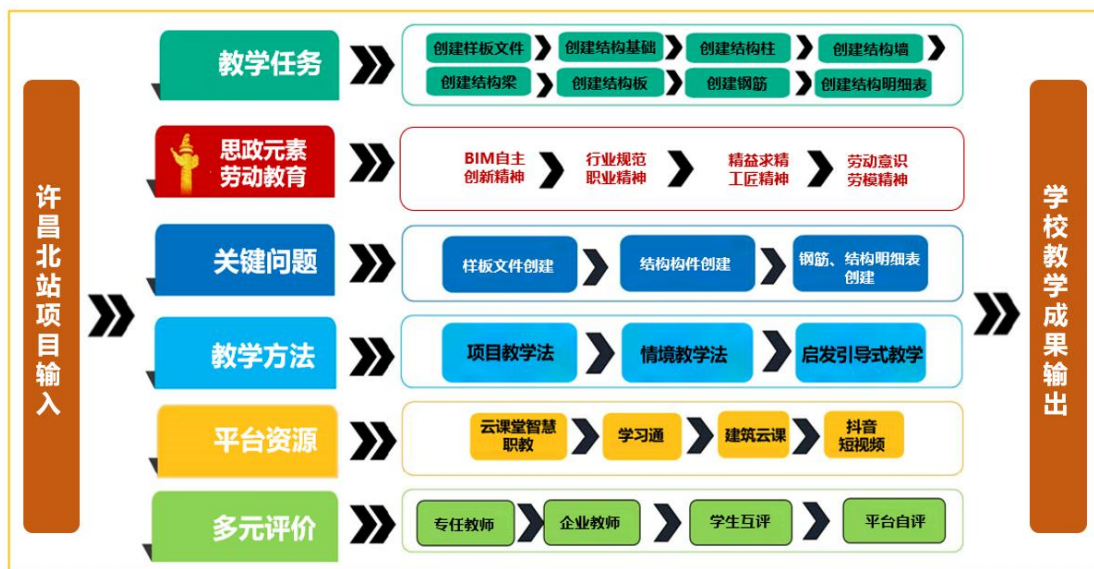 许昌北站项目输入
教学任务
创建样板文件
创建结构基础
创建结构柱
创建结构墙
创建结构梁
创建结构板
创建钢筋
创建结构明细表
思政元素
劳动教育
BIM自主
创新精神
行业规范
职业精神
精益求精
工匠精神
劳动意识
劳模精神
关键问题
样板文件创建
结构构件创建
钢筋、结构明细表
创建
教学方法
项目教学法
情境教学法
启发引导式教学
平台资源
云课堂智慧
职教
学习通
建筑云课
抖音
短视频
多元评价
专任教师
企业教师
学生互评
平台自评
学校教学成果输出